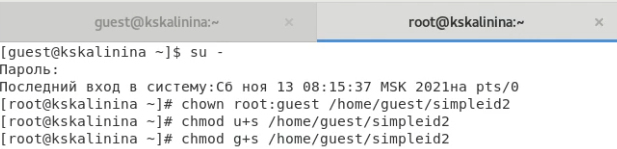 guest@kskalinina:~ × root@kskalinina:~ ×
[guest@kskalinina ~]$ su -
Пароль:
Последний вход в систему:Сб ноя 13 08:15:37 MSK 2021на pts/0
[root@kskalinina ~]# chown root:guest /home/guest/simpleid2
[root@kskalinina ~]# chmod u+s /home/guest/simpleid2
[root@kskalinina ~]# chmod g+s /home/guest/simpleid2